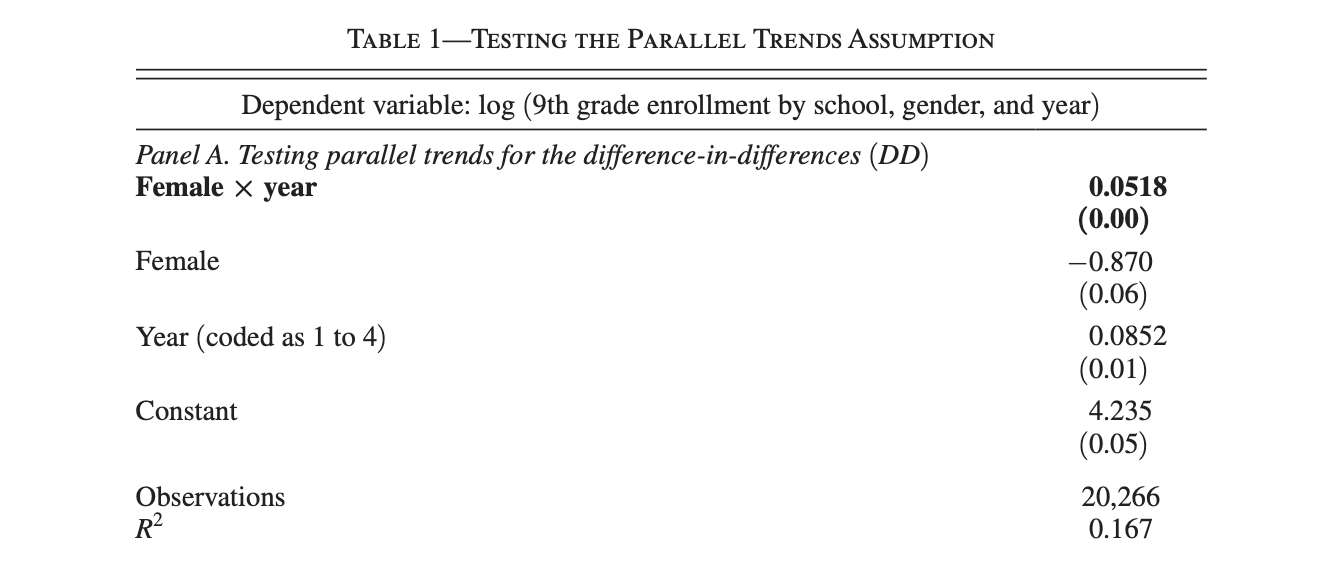 TABLE 1—TESTING THE PARALLEL TRENDS ASSUMPTION
Dependent variable: log (9th grade enrollment by school, gender, and year)
Panel A. Testing parallel trends for the difference-in-differences (DD)
Female × year 0.0518
(0.00)
Female −0.870
(0.06)
Year (coded as 1 to 4) 0.0852
(0.01)
Constant 4.235
(0.05)
Observations 20,266
R² 0.167